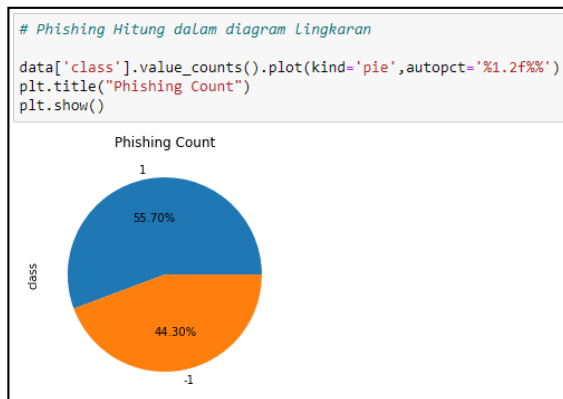 # Phishing Hitung dalam diagram lingkaran
data['class'].value_counts().plot(kind='pie',autopct='%1.2f%%')
plt.title("Phishing Count")
plt.show()
Phishing Count
1
55.70%
class
44.30%
-1